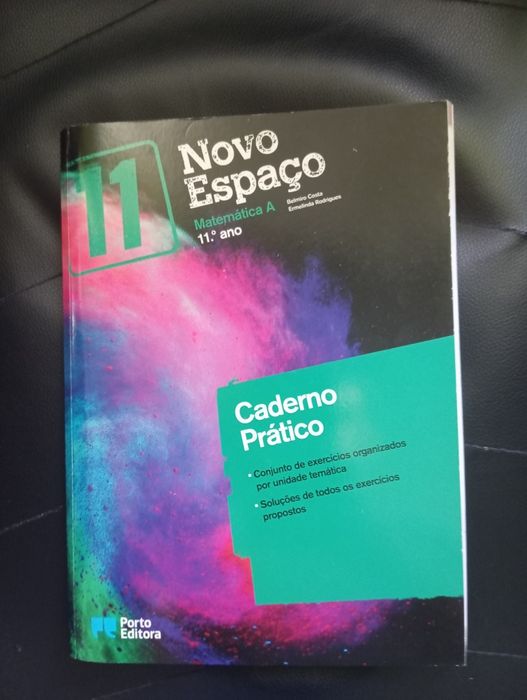 11
Novo
Espaço
Matemática A
11.º ano
Belmiro Costa
Ermelinda Rodrigues
Caderno
Prático
• Conjunto de exercícios organizados
por unidade temática
• Soluções de todos os exercícios
propostos
Porto
Editora